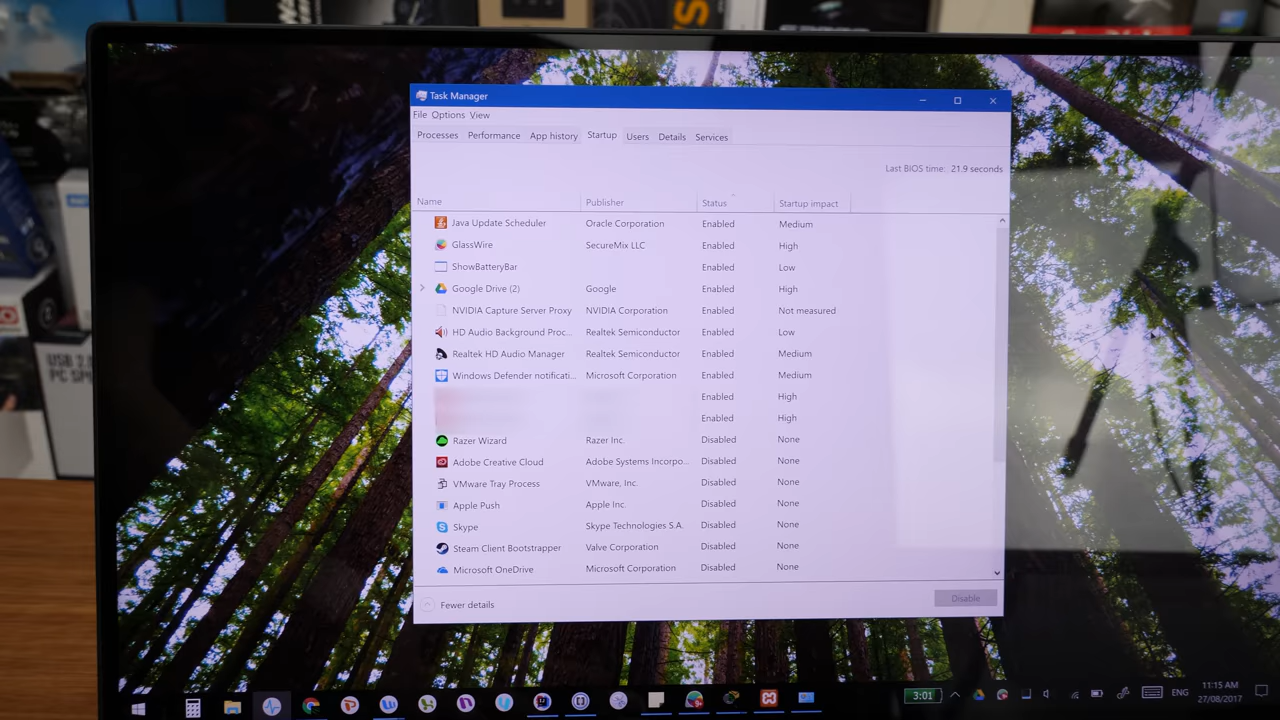 Task Manager
File Options View
Processes Performance App history Startup Users Details Services
Last BIOS time: 21.9 seconds
Name Publisher Status Startup impact
Java Update Scheduler Oracle Corporation Enabled Medium
GlassWire SecureMix LLC Enabled High
ShowBatteryBar Enabled Low
Google Drive (2) Google Enabled High
NVIDIA Capture Server Proxy NVIDIA Corporation Enabled Not measured
HD Audio Background Proc... Realtek Semiconductor Enabled Low
Realtek HD Audio Manager Realtek Semiconductor Enabled Medium
Windows Defender notificati... Microsoft Corporation Enabled Medium
Enabled High
Enabled High
Razer Wizard Razer Inc. Disabled None
Adobe Creative Cloud Adobe Systems Incorpo... Disabled None
VMware Tray Process VMware, Inc. Disabled None
Apple Push Apple Inc. Disabled None
Skype Skype Technologies S.A. Disabled None
Steam Client Bootstrapper Valve Corporation Disabled None
Microsoft OneDrive Microsoft Corporation Disabled None
Fewer details Disable
3:01 ENG 11:15 AM
27/08/2017